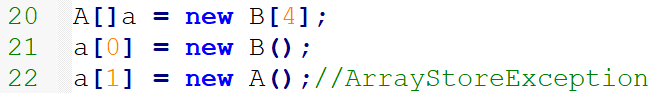 20 A[]a = new B[4];
21 a[0] = new B();
22 a[1] = new A();//ArrayStoreException